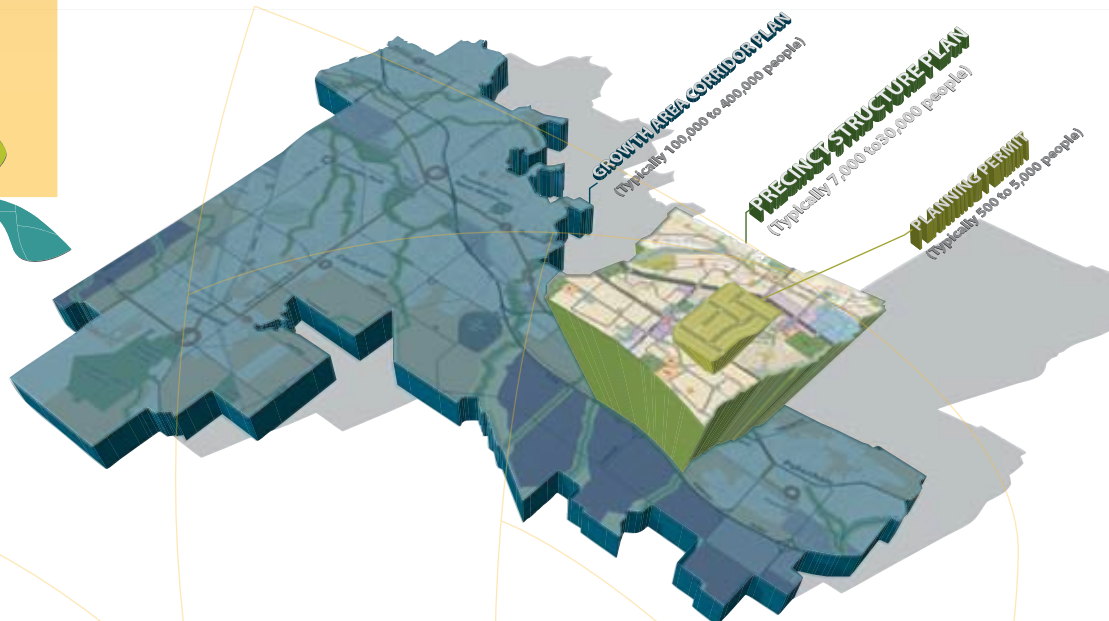 GROWTH AREA CORRIDOR PLAN
(Typically 100,000 to 400,000 people)
PRECINCT STRUCTURE PLAN
(Typically 7,000 to30,000 people)
PLANNING PERMIT
(Typically 500 to 5,000 people)